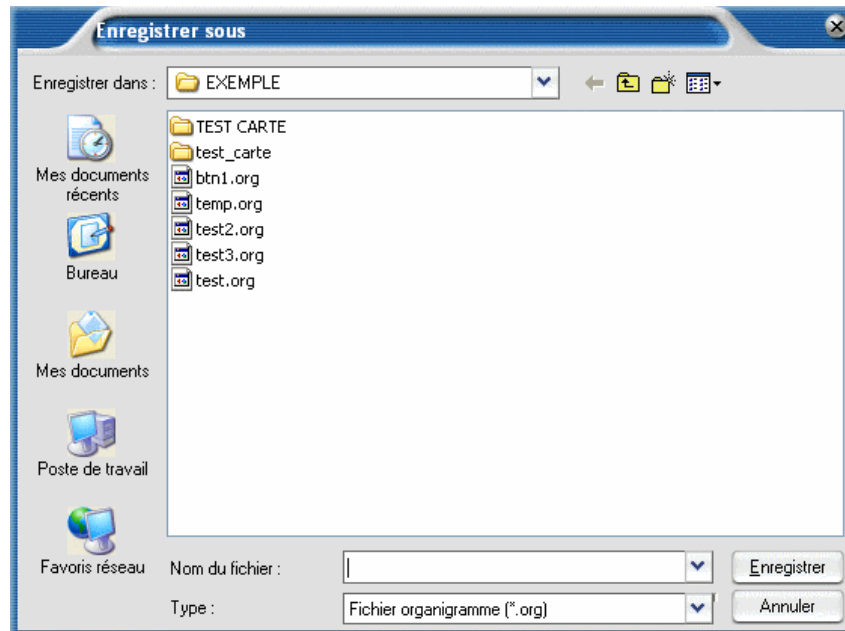 Enregistrer sous
Enregistrer dans :
EXEMPLE
Mes documents
récents
Bureau
Mes documents
Poste de travail
Favoris réseau
TEST CARTE
test_carte
btn1.org
temp.org
test2.org
test3.org
test.org
Nom du fichier :
Enregistrer
Type :
Fichier organigramme (*.org)
Annuler